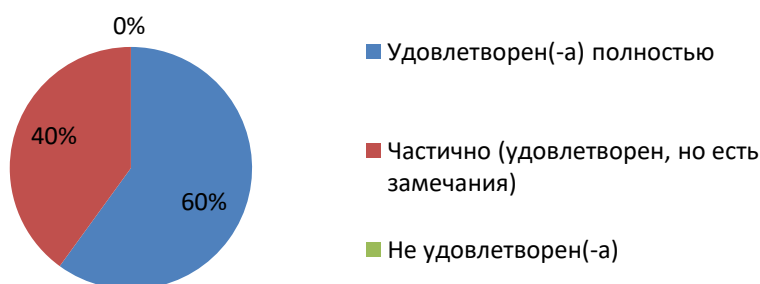 0%
40%
60%
Удовлетворен(-а) полностью
Частично (удовлетворен, но есть
замечания)
Не удовлетворен(-а)